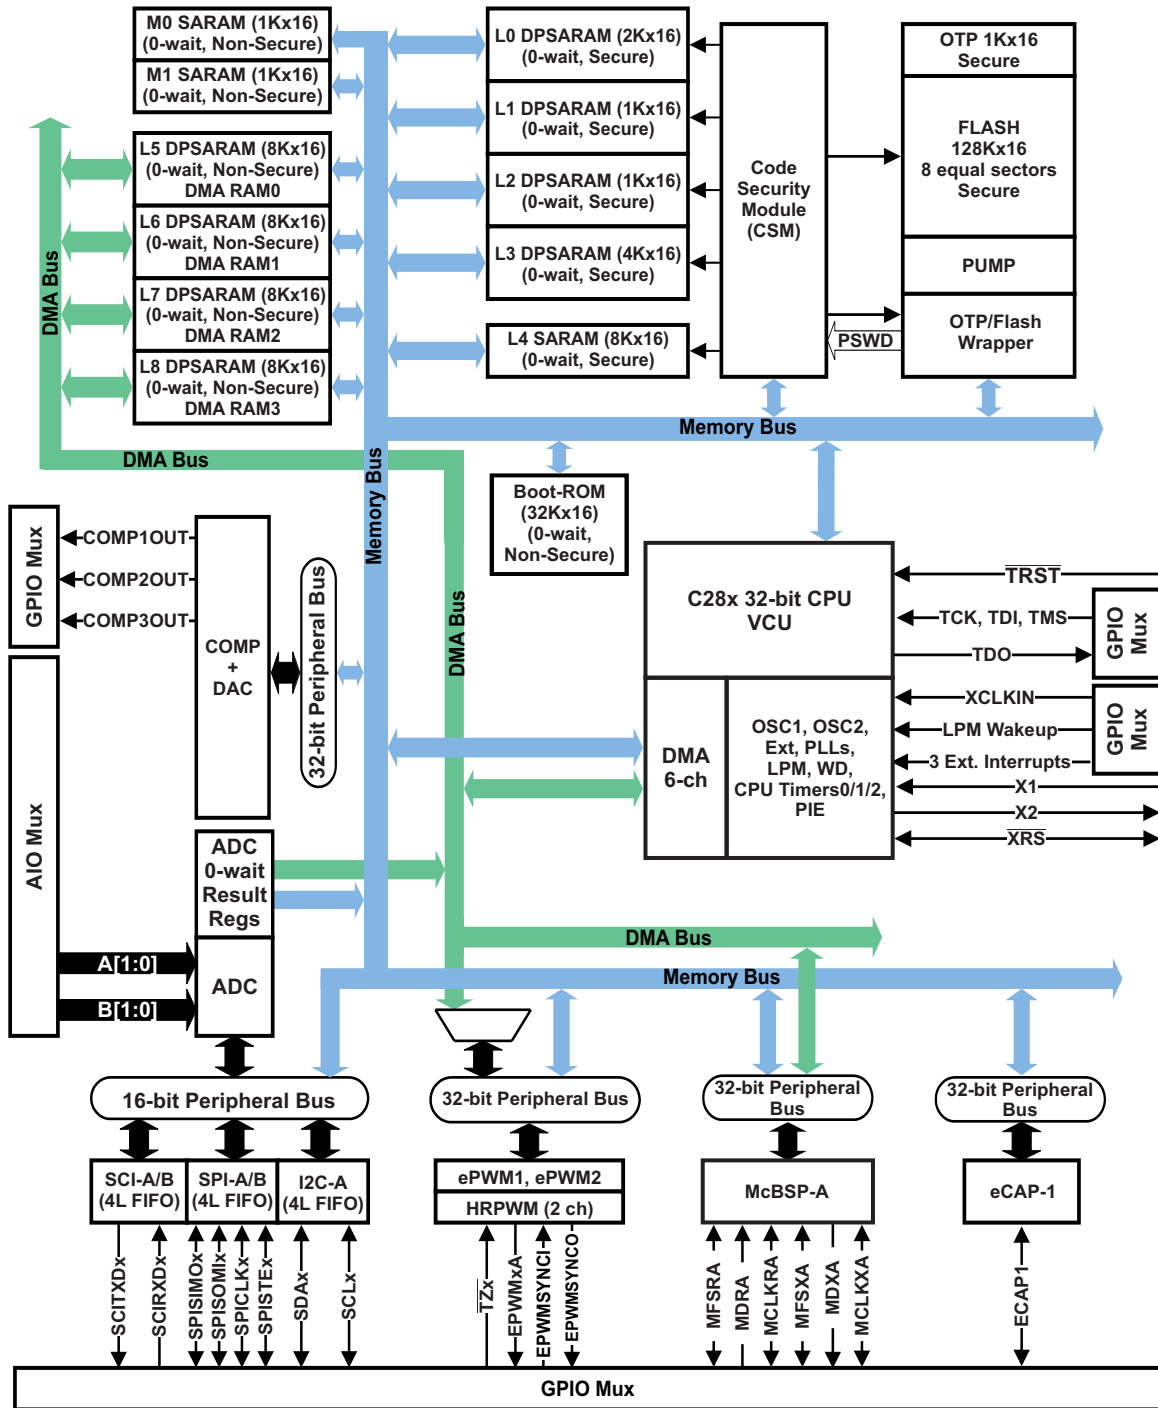 M0 SARAM (1Kx16)
(0-wait, Non-Secure)
M1 SARAM (1Kx16)
(0-wait, Non-Secure)
L5 DPSARAM (8Kx16)
(0-wait, Non-Secure)
DMA RAM0
L6 DPSARAM (8Kx16)
(0-wait, Non-Secure)
DMA RAM1
L7 DPSARAM (8Kx16)
(0-wait, Non-Secure)
DMA RAM2
L8 DPSARAM (8Kx16)
(0-wait, Non-Secure)
DMA RAM3
DMA Bus
L0 DPSARAM (2Kx16)
(0-wait, Secure)
L1 DPSARAM (1Kx16)
(0-wait, Secure)
L2 DPSARAM (1Kx16)
(0-wait, Secure)
L3 DPSARAM (4Kx16)
(0-wait, Secure)
L4 SARAM (8Kx16)
(0-wait, Secure)
Code
Security
Module
(CSM)
OTP 1Kx16
Secure
FLASH
128Kx16
8 equal sectors
Secure
PUMP
OTP/Flash
Wrapper
PSWD
Memory Bus
DMA Bus
Memory Bus
Boot-ROM
(32Kx16)
(0-wait,
Non-Secure)
GPIO Mux
COMP1OUT
COMP2OUT
COMP3OUT
COMP
+
DAC
32-bit Peripheral Bus
DMA Bus
C28x 32-bit CPU
VCU
TRST
TCK, TDI, TMS
TDO
GPIO
Mux
XCLKIN
LPM Wakeup
3 Ext. Interrupts
GPIO
Mux
X1
X2
XRS
DMA
6-ch
OSC1, OSC2,
Ext, PLLs,
LPM, WD,
CPU Timers0/1/2,
PIE
AIO Mux
ADC
0-wait
Result
Regs
A[1:0]
B[1:0]
ADC
DMA Bus
Memory Bus
16-bit Peripheral Bus
32-bit Peripheral Bus
32-bit Peripheral
Bus
32-bit Peripheral
Bus
SCI-A/B
(4L FIFO)
SPI-A/B
(4L FIFO)
I2C-A
(4L FIFO)
ePWM1, ePWM2
HRPWM (2 ch)
McBSP-A
eCAP-1
SCITXDx
SCIRXDx
SPISIMOx
SPISOMIx
SPICLKx
SPISTEx
SDAx
SCLx
TZx
EPWMxA
EPWMSYNCI
EPWMSYNCO
MFSRA
MDRA
MCLKRA
MFSXA
MDXA
MCLKXA
ECAP1
GPIO Mux